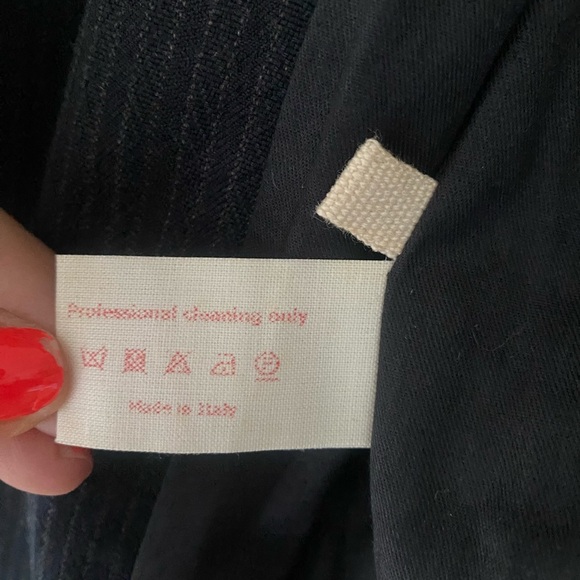 Professional cleaning only
Made in Italy